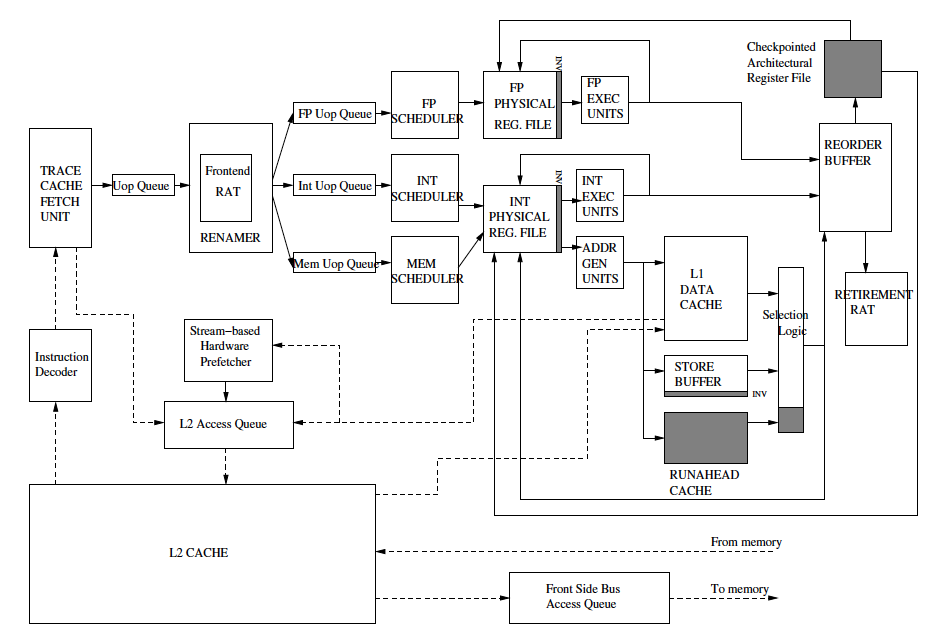 Checkpointed
Architectural
Register File
INV
FP
PHYSICAL
REG. FILE
FP
EXEC
UNITS
FP
SCHEDULER
FP Uop Queue
REORDER
BUFFER
TRACE
CACHE
FETCH
UNIT
Uop Queue
Frontend
RAT
RENAMER
Int Uop Queue
INT
SCHEDULER
INV
INT
PHYSICAL
REG. FILE
INT
EXEC
UNITS
Mem Uop Queue
MEM
SCHEDULER
ADDR
GEN
UNITS
L1
DATA
CACHE
Selection
Logic
RETIREMENT
RAT
Instruction
Decoder
Stream-based
Hardware
Prefetcher
STORE
BUFFER
INV
L2 Access Queue
RUNAHEAD
CACHE
L2 CACHE
From memory
Front Side Bus
Access Queue
To memory